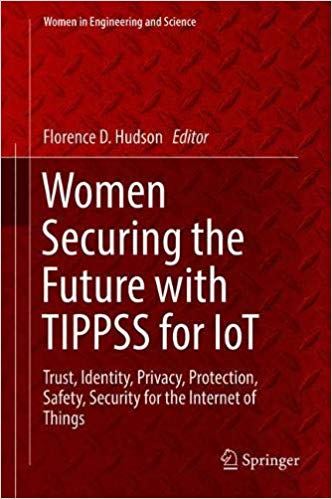 Women in Engineering and Science
Florence D. Hudson Editor
Women
Securing the
Future with
TIPPSS for IoT
Trust, Identity, Privacy, Protection,
Safety, Security for the Internet of
Things
Springer